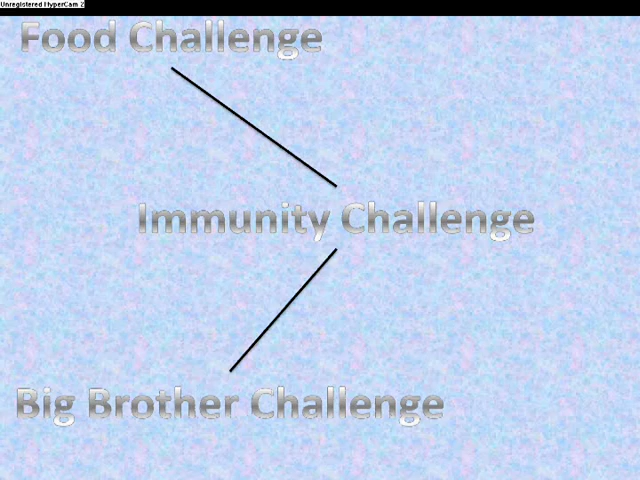 Unregistered HyperCam 2
Food Challenge
Immunity Challenge
Big Brother Challenge